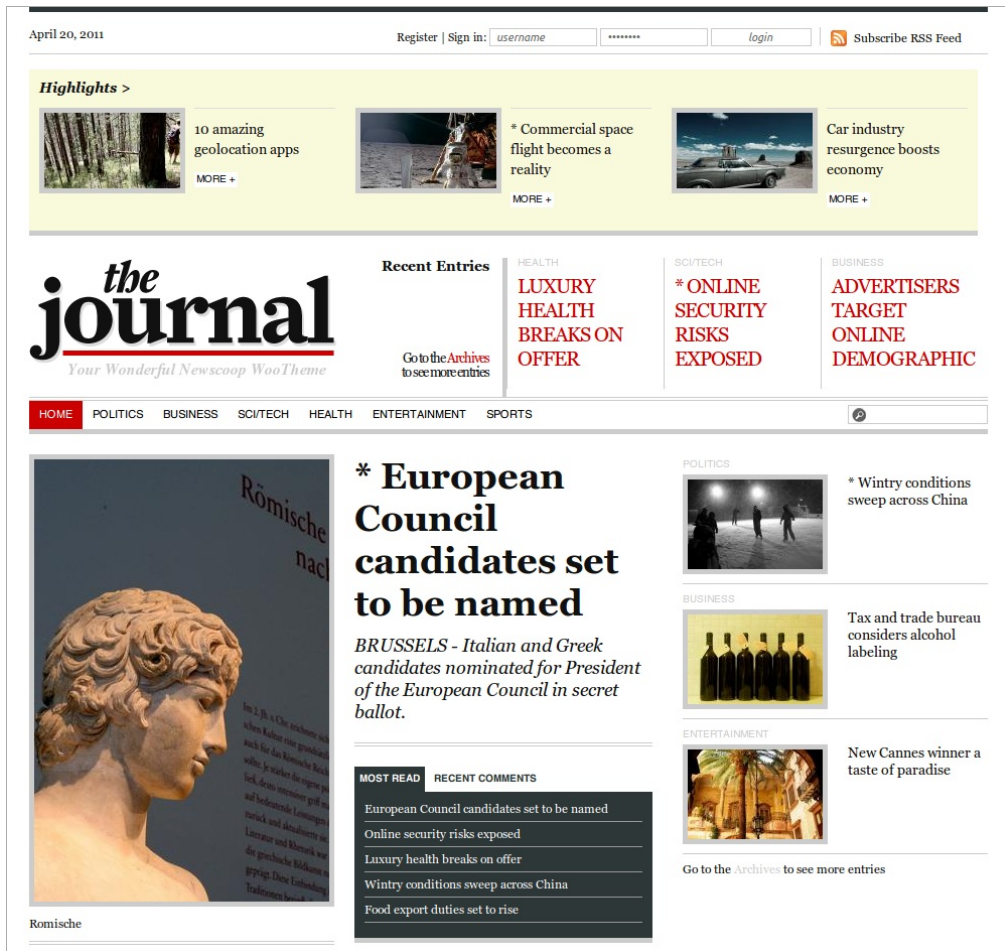 April 20, 2011
Register | Sign in: username •••••••• login
Subscribe RSS Feed
Highlights >
10 amazing
geolocation apps
MORE +
* Commercial space
flight becomes a
reality
MORE +
Car industry
resurgence boosts
economy
MORE +
the
journal
Your Wonderful Newscoop WooTheme
Recent Entries
Go to the Archives
to see more entries
HEALTH
LUXURY
HEALTH
BREAKS ON
OFFER
SCI/TECH
* ONLINE
SECURITY
RISKS
EXPOSED
BUSINESS
ADVERTISERS
TARGET
ONLINE
DEMOGRAPHIC
HOME POLITICS BUSINESS SCI/TECH HEALTH ENTERTAINMENT SPORTS
Römische
nach
Romische
* European
Council
candidates set
to be named
BRUSSELS - Italian and Greek
candidates nominated for President
of the European Council in secret
ballot.
MOST READ RECENT COMMENTS
European Council candidates set to be named
Online security risks exposed
Luxury health breaks on offer
Wintry conditions sweep across China
Food export duties set to rise
POLITICS
* Wintry conditions
sweep across China
BUSINESS
Tax and trade bureau
considers alcohol
labeling
ENTERTAINMENT
New Cannes winner a
taste of paradise
Go to the Archives to see more entries